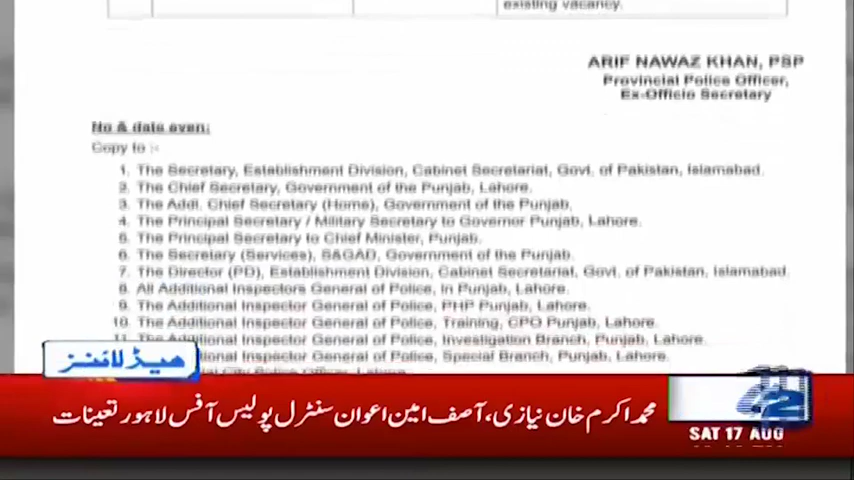 existing vacancy.
ARIF NAWAZ KHAN, PSP
Provincial Police Officer,
Ex-Officio Secretary
No & date even:
Copy to :-
1. The Secretary, Establishment Division, Cabinet Secretariat, Govt. of Pakistan, Islamabad.
2. The Chief Secretary, Government of the Punjab, Lahore.
3. The Addl. Chief Secretary (Home), Government of the Punjab,
4. The Principal Secretary / Military Secretary to Governor Punjab, Lahore.
5. The Principal Secretary to Chief Minister, Punjab.
6. The Secretary (Services), S&GAD, Government of the Punjab.
7. The Director (PD), Establishment Division, Cabinet Secretariat, Govt. of Pakistan, Islamabad.
8. All Additional Inspectors General of Police, in Punjab, Lahore.
9. The Additional Inspector General of Police, PHP Punjab, Lahore.
10. The Additional Inspector General of Police, Training, CPO Punjab, Lahore.
11. The Additional Inspector General of Police, Investigation Branch, Punjab, Lahore.
Inspector General of Police, Special Branch, Punjab, Lahore.
City Police Officer, Lahore.
ہیڈلائنز
محمد اکرم خان نیازی، آصف امین اعوان سنٹرل پولیس آفس لاہور تعینات
42
SAT 17 AUG